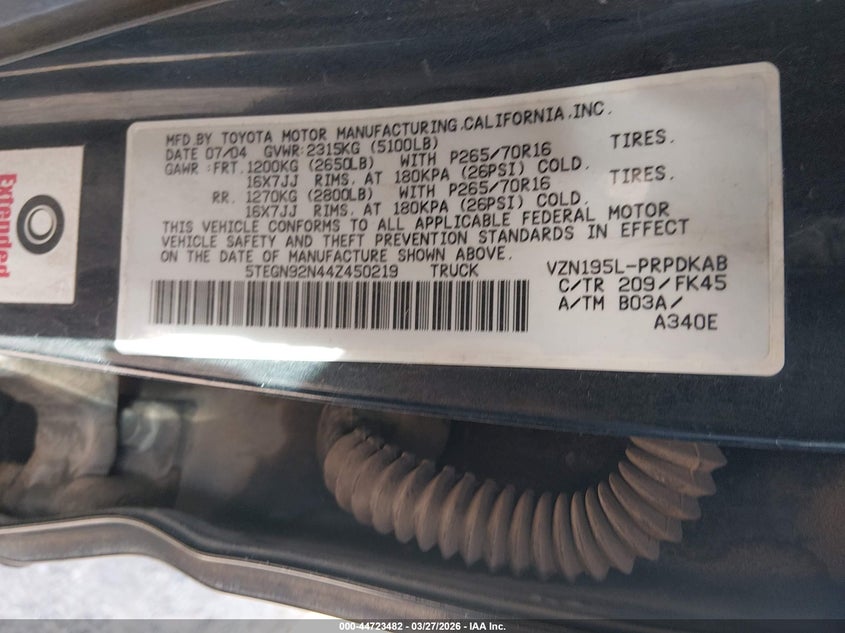 MFD.BY TOYOTA MOTOR MANUFACTURING,CALIFORNIA,INC.
DATE 07/04 GVWR:2315KG (5100LB)
GAWR :FRT.1200KG (2650LB) WITH P265/70R16 TIRES.
16X7JJ RIMS, AT 180KPA (26PSI) COLD.
RR. 1270KG (2800LB) WITH P265/70R16 TIRES.
16X7JJ RIMS, AT 180KPA (26PSI) COLD.
THIS VEHICLE CONFORMS TO ALL APPLICABLE FEDERAL MOTOR
VEHICLE SAFETY AND THEFT PREVENTION STANDARDS IN EFFECT
ON THE DATE OF MANUFACTURE SHOWN ABOVE.
5TEGN92N44Z450219 TRUCK VZN195L-PRPDKAB
C/TR 209/FK45
A/TM B03A/
A340E
Extended
000-44723482 - 03/27/2026 - IAA Inc.